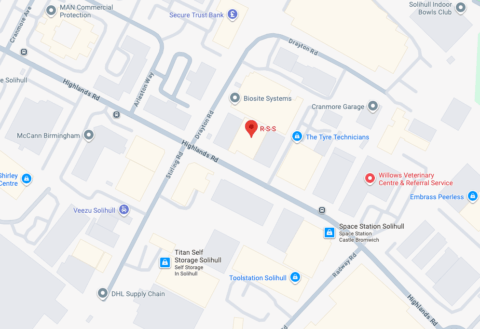 MAN Commercial
Protection
Secure Trust Bank
Solihull Indoor
Bowls Club
Cranmore Ave
Drayton Rd
Highlands Rd
Solihull
Biosite Systems
Cranmore Garage
Drayton Rd
R-S-S
McCann Birmingham
The Tyre Technicians
Highlands Rd
Stirling Rd
Shirley
Centre
Willows Veterinary
Centre & Referral Service
Embrass Peerless
Veezu Solihull
Space Station Solihull
Space Station
Castle Bromwich
Titan Self
Storage Solihull
Self Storage
In Solihull
Highlands Rd
Toolstation Solihull
DHL Supply Chain